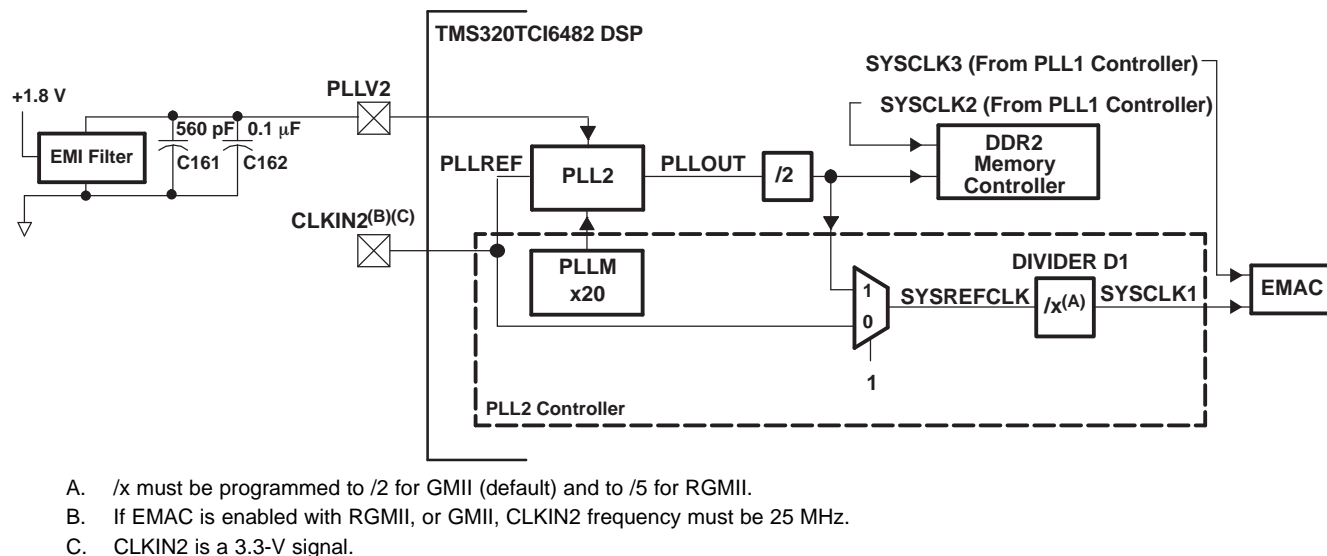 TMS320TCI6482 DSP
SYSCLK3 (From PLL1 Controller)
SYSCLK2 (From PLL1 Controller)
+1.8 V
PLLV2
EMI Filter
560 pF
0.1 μF
C161
C162
PLLREF
PLL2
PLLOUT
/2
DDR2
Memory
Controller
CLKIN2(B)(C)
PLLM
x20
1
0
SYSREFCLK
DIVIDER D1
/x(A)
SYSCLK1
EMAC
1
PLL2 Controller
A. /x must be programmed to /2 for GMII (default) and to /5 for RGMII.
B. If EMAC is enabled with RGMII, or GMII, CLKIN2 frequency must be 25 MHz.
C. CLKIN2 is a 3.3-V signal.